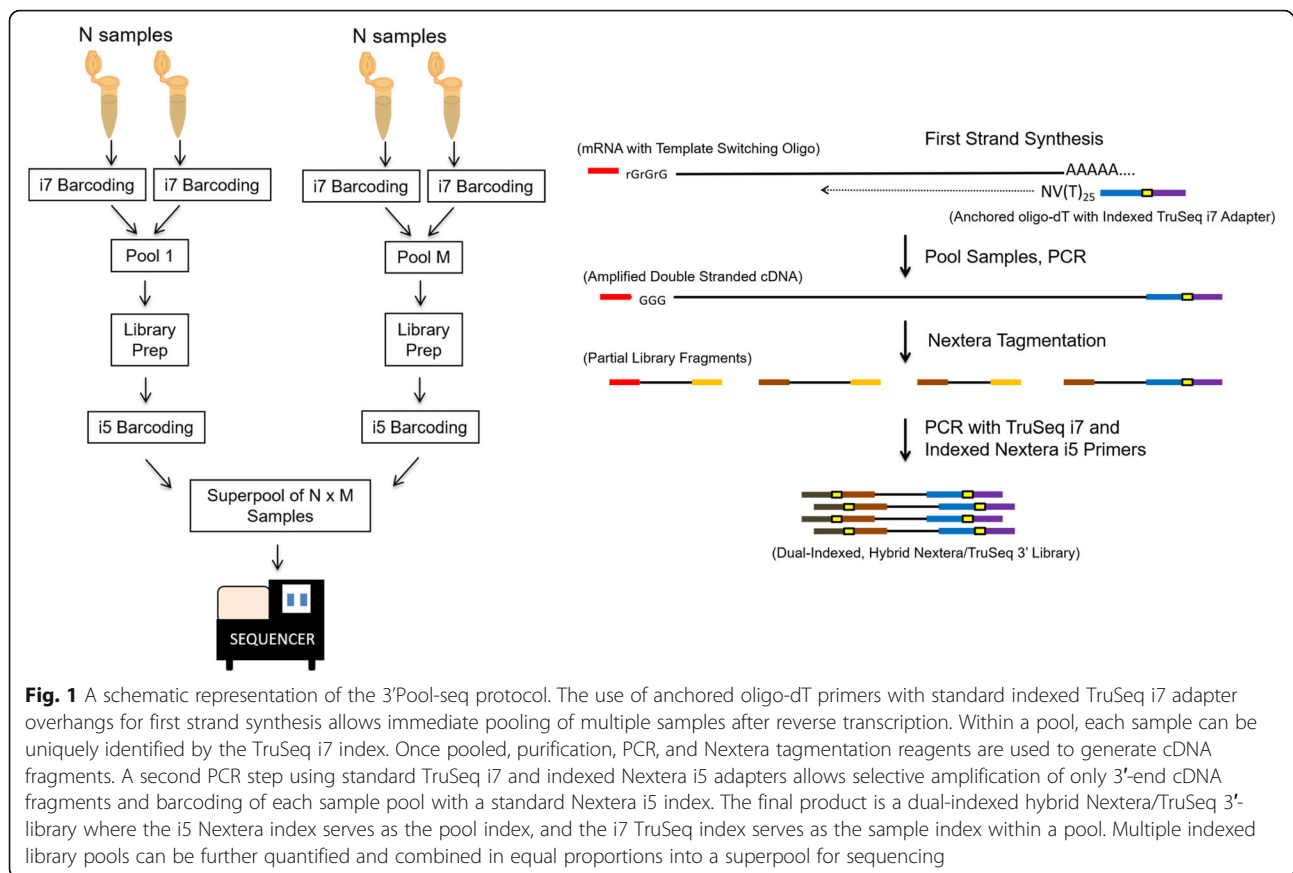 N samples
N samples
i7 Barcoding
i7 Barcoding
i7 Barcoding
i7 Barcoding
Pool 1
Pool M
Library
Prep
Library
Prep
i5 Barcoding
i5 Barcoding
Superpool of N x M
Samples
SEQUENCER
First Strand Synthesis
(mRNA with Template Switching Oligo)
rGrGrG
AAAAA....
NV(T)25
(Anchored oligo-dT with Indexed TruSeq i7 Adapter)
Pool Samples, PCR
(Amplified Double Stranded cDNA)
GGG
Nextera Tagmentation
(Partial Library Fragments)
PCR with TruSeq i7 and
Indexed Nextera i5 Primers
(Dual-Indexed, Hybrid Nextera/TruSeq 3' Library)
Fig. 1 A schematic representation of the 3'Pool-seq protocol. The use of anchored oligo-dT primers with standard indexed TruSeq i7 adapter
overhangs for first strand synthesis allows immediate pooling of multiple samples after reverse transcription. Within a pool, each sample can be
uniquely identified by the TruSeq i7 index. Once pooled, purification, PCR, and Nextera tagmentation reagents are used to generate cDNA
fragments. A second PCR step using standard TruSeq i7 and indexed Nextera i5 adapters allows selective amplification of only 3′-end cDNA
fragments and barcoding of each sample pool with a standard Nextera i5 index. The final product is a dual-indexed hybrid Nextera/TruSeq 3′-
library where the i5 Nextera index serves as the pool index, and the i7 TruSeq index serves as the sample index within a pool. Multiple indexed
library pools can be further quantified and combined in equal proportions into a superpool for sequencing